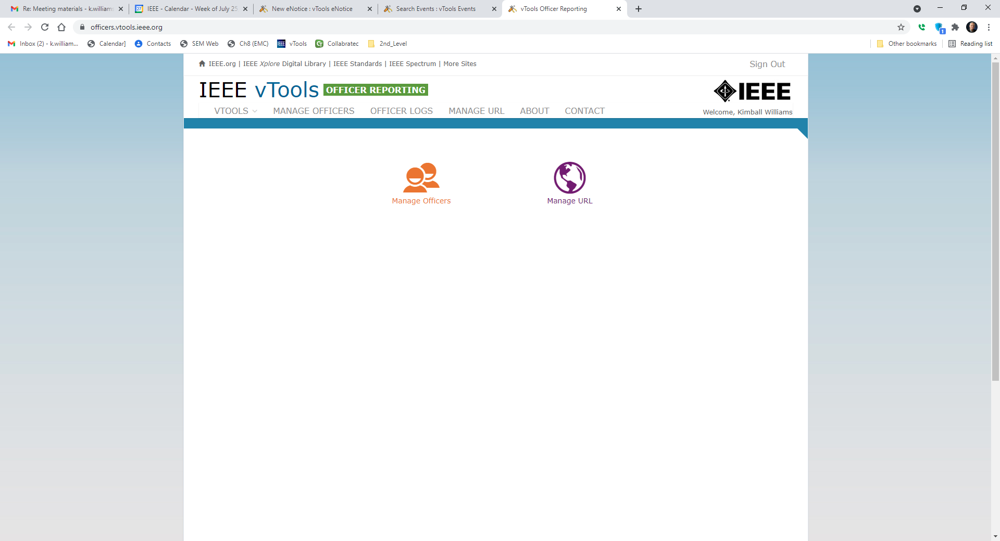 Re: Meeting materials - k.williams
IEEE - Calendar - Week of July 25
New eNotice : vTools eNotice
Search Events : vTools Events
vTools Officer Reporting
officers.vtools.ieee.org
1
Inbox (2) - k.william...
Calendar]
Contacts
SEM Web
Ch8 (EMC)
IEEE vTools
Collabratec
2nd_Level
Other bookmarks
Reading list
IEEE.org | IEEE Xplore Digital Library | IEEE Standards | IEEE Spectrum | More Sites
Sign Out
IEEE vTools OFFICER REPORTING
IEEE
VTOOLS MANAGE OFFICERS OFFICER LOGS MANAGE URL ABOUT CONTACT
Welcome, Kimball Williams
Manage Officers
Manage URL